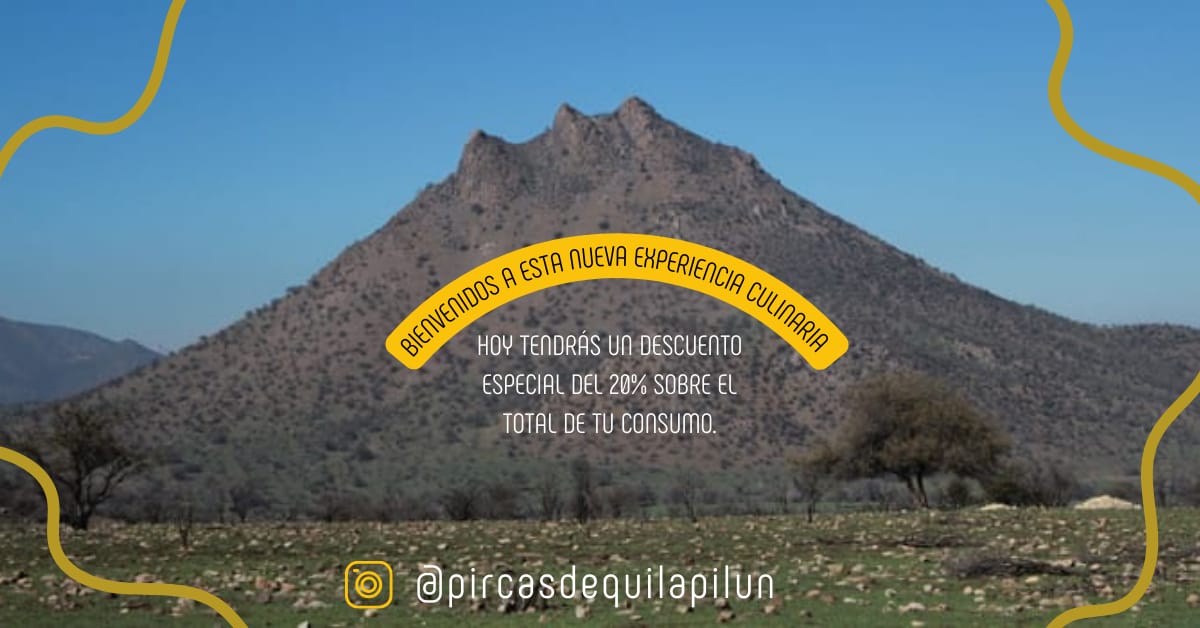 BIENVENIDOS A ESTA NUEVA EXPERIENCIA CULINARIA
HOY TENDRÁS UN DESCUENTO
ESPECIAL DEL 20% SOBRE EL
TOTAL DE TU CONSUMO.
@pircasdequilapilun